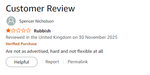 Customer Review
Spencer Nicholson
Rubbish
Reviewed in the United Kingdom on 30 November 2025
Verified Purchase
Are not as advertised, hard and not flexible at all
Helpful
Report
Permalink